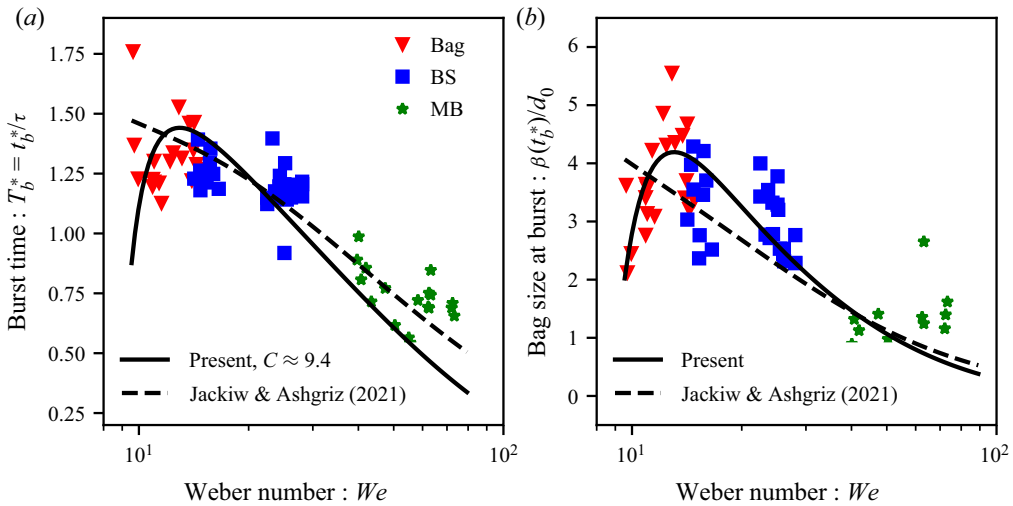 (a)
Burst time : T_b^* = t_b^*/τ
1.75
1.50
1.25
1.00
0.75
0.50
0.25
Bag
BS
MB
Present, C ≈ 9.4
Jackiw & Ashgriz (2021)
10^1
10^2
Weber number : We
(b)
Bag size at burst : β(t_b^*)/d_0
6
5
4
3
2
1
0
Present
Jackiw & Ashgriz (2021)
10^1
10^2
Weber number : We